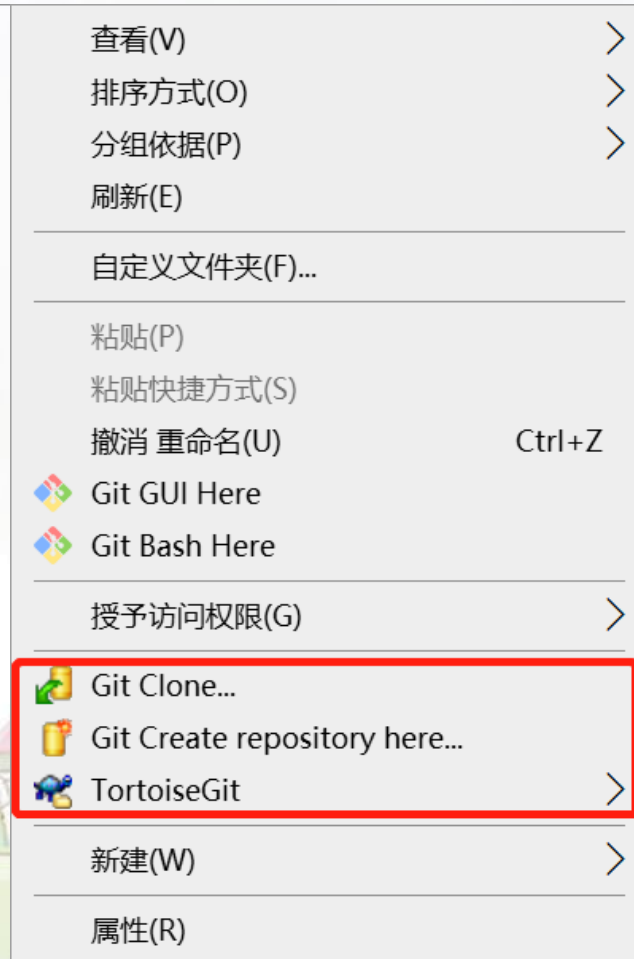 查看(V)
排序方式(O)
分组依据(P)
刷新(E)
自定义文件夹(F)...
粘贴(P)
粘贴快捷方式(S)
撤消 重命名(U) Ctrl+Z
Git GUI Here
Git Bash Here
授予访问权限(G)
Git Clone...
Git Create repository here...
TortoiseGit
新建(W)
属性(R)